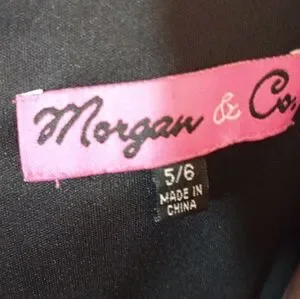 Morgan & Co.
5/6
MADE IN
CHINA